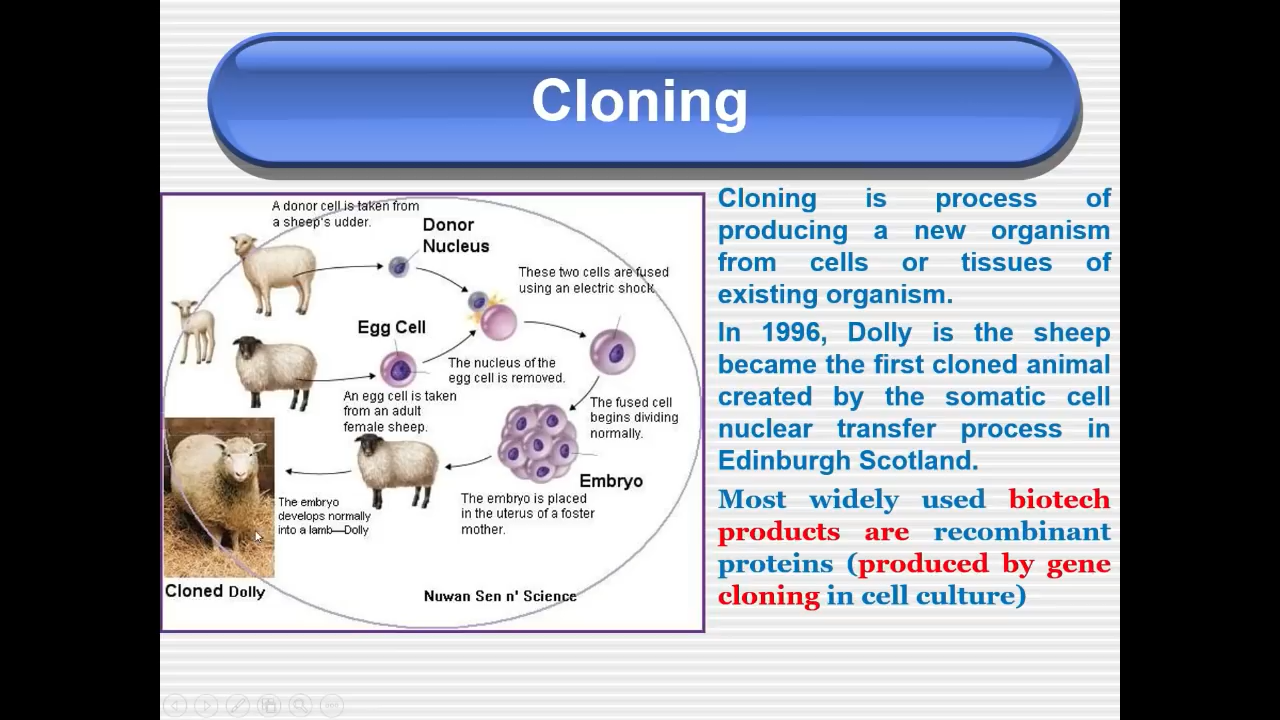 Cloning
A donor cell is taken from
a sheep's udder.
Donor
Nucleus
These two cells are fused
using an electric shock.
Egg Cell
The nucleus of the
egg cell is removed.
An egg cell is taken
from an adult
female sheep.
The fused cell
begins dividing
normally.
Embryo
The embryo is placed
in the uterus of a foster
mother.
The embryo
develops normally
into a lamb—Dolly
Cloned Dolly
Nuwan Sen n' Science
Cloning is process of
producing a new organism
from cells or tissues of
existing organism.
In 1996, Dolly is the sheep
became the first cloned animal
created by the somatic cell
nuclear transfer process in
Edinburgh Scotland.
Most widely used biotech
products are recombinant
proteins (produced by gene
cloning in cell culture)